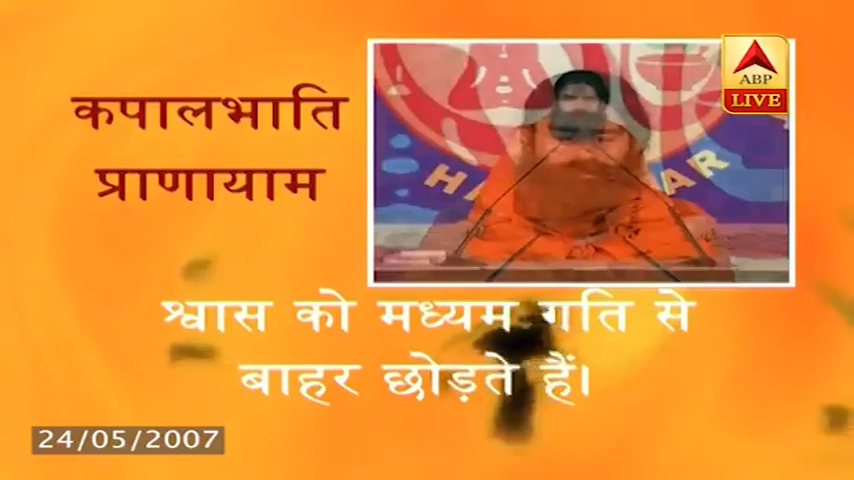 कपालभाति
प्राणायाम
ABP
LIVE
श्वास को मध्यम गति से
बाहर छोड़ते हैं।
24/05/2007